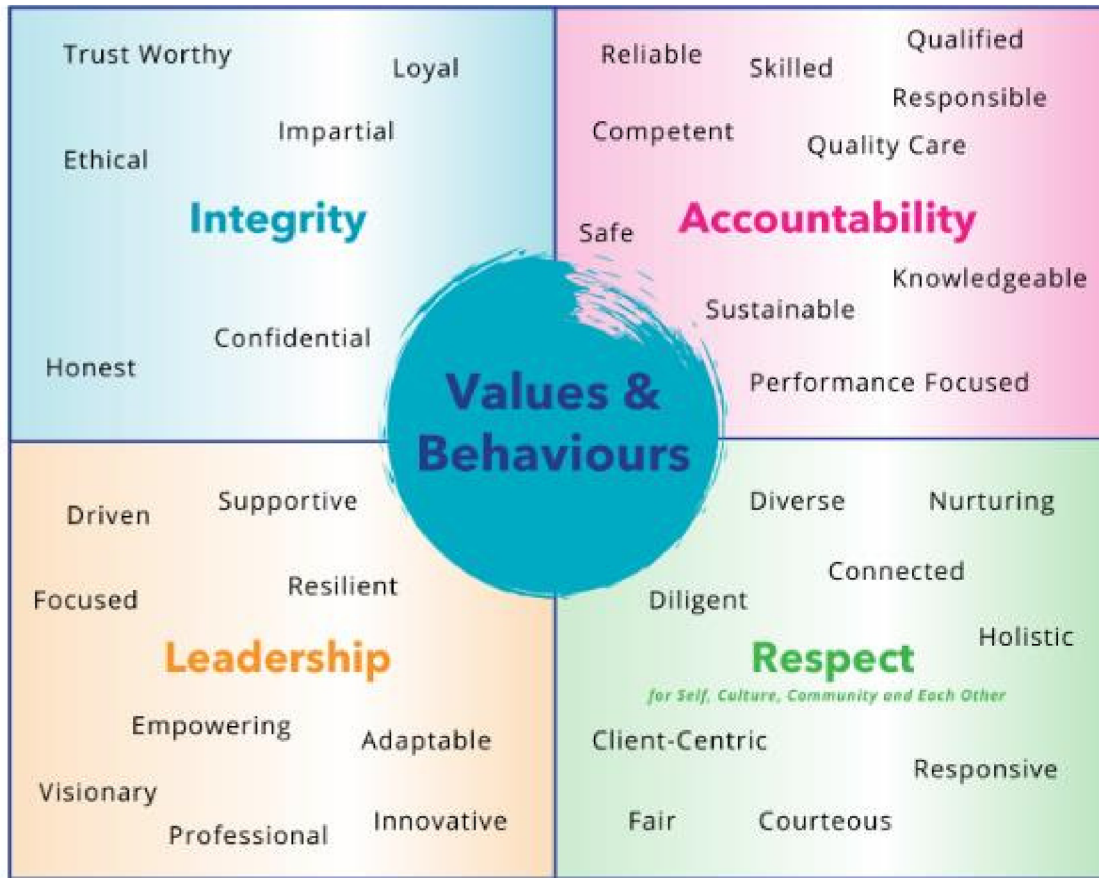 Trust Worthy
Loyal
Impartial
Ethical
Integrity
Confidential
Honest
Reliable
Skilled
Qualified
Responsible
Competent
Quality Care
Safe
Accountability
Knowledgeable
Sustainable
Performance Focused
Values &
Behaviours
Driven
Supportive
Focused
Resilient
Leadership
Empowering
Adaptable
Visionary
Professional
Innovative
Diverse
Nurturing
Connected
Diligent
Holistic
Respect
for Self, Culture, Community and Each Other
Client-Centric
Responsive
Fair
Courteous